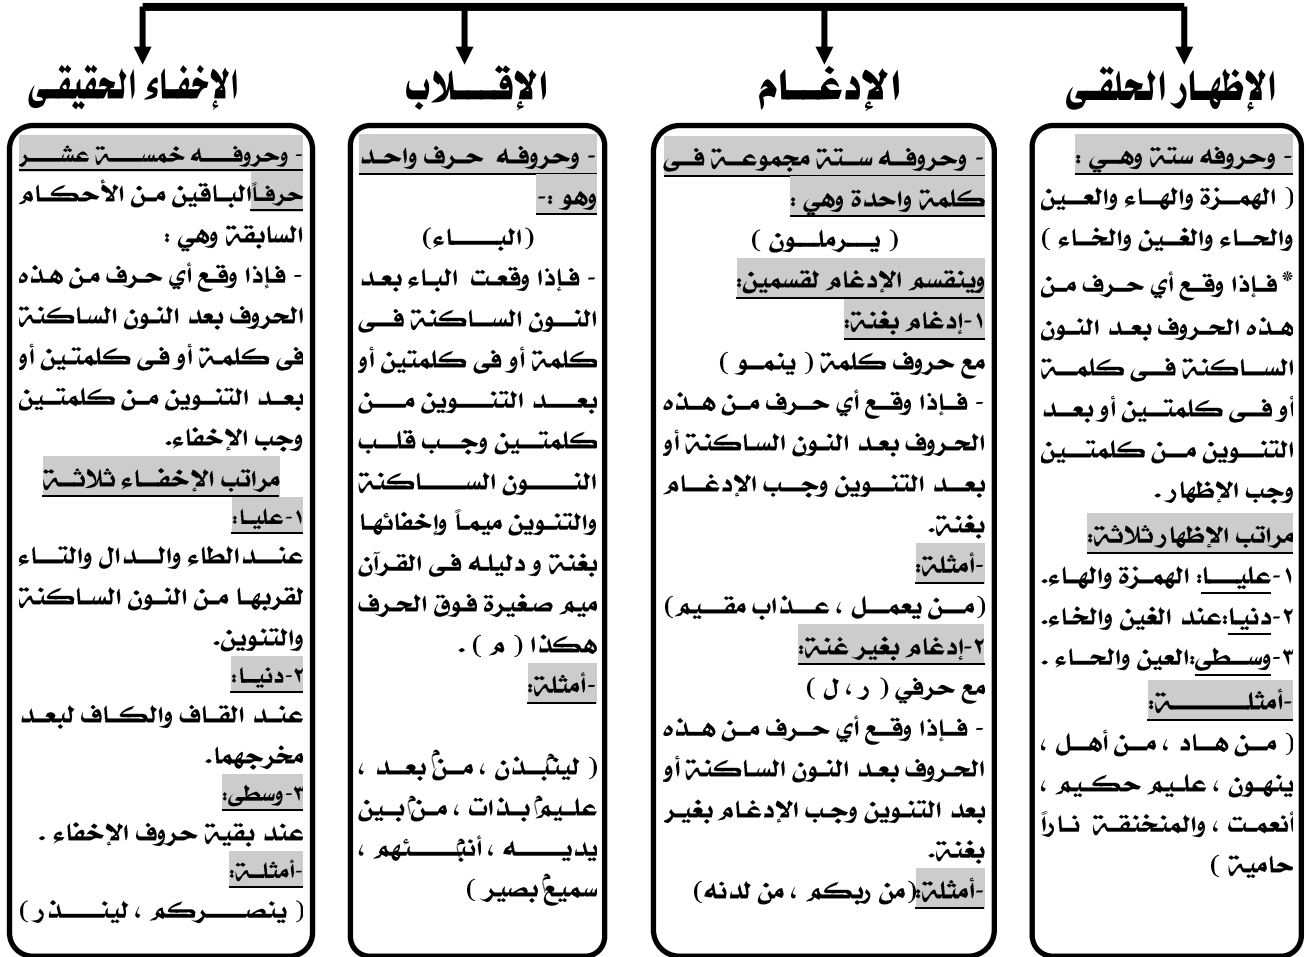 الإظهار الحلقى
- وحروفه ستة وهي :
( الهمزة والهاء والعين
والحاء والغين والخاء )
* فإذا وقع أي حرف من
هذه الحروف بعد النون
الساكنة فى كلمة
أو فى كلمتين أو بعد
التنوين من كلمتين
وجب الإظهار .
مراتب الإظهار ثلاثة:
١-عليا: الهمزة والهاء.
٢-دنيا:عند الغين والخاء.
٣-وسطى:العين والحاء .
-أمثلة:
( من هاد ، من أهل ،
ينهون ، عليم حكيم ،
أنعمت ، والمنخنقة ناراً
حامية )
الإدغام
- وحروفه ستة مجموعة فى
كلمة واحدة وهي :
( يرملون )
وينقسم الإدغام لقسمين:
١-إدغام بغنة:
مع حروف كلمة ( ينمو )
- فإذا وقع أي حرف من هذه
الحروف بعد النون الساكنة أو
بعد التنوين وجب الإدغام
بغنة.
-أمثلة:
(من يعمل ، عذاب مقيم)
٢-إدغام بغير غنة:
مع حرفي ( ر ، ل )
- فإذا وقع أي حرف من هذه
الحروف بعد النون الساكنة أو
بعد التنوين وجب الإدغام بغير
بغنة.
-أمثلة:(من ربكم ، من لدنه)
الإقلاب
- وحروفه حرف واحد
وهو :-
(الباء)
- فإذا وقعت الباء بعد
النون الساكنة فى
كلمة أو فى كلمتين أو
بعد التنوين من
كلمتين وجب قلب
النون الساكنة
والتنوين ميماً وإخفائها
بغنة و دليله فى القرآن
ميم صغيرة فوق الحرف
هكذا ( م ) .
-أمثلة:
( لينۢبذن ، منۢ بعد ،
عليمۢ بذات ، منۢ بين
يديه ، أنۢبئهم ،
سميعۢ بصير )
الإخفاء الحقيقى
- وحروفه خمسة عشر
حرفاً الباقين من الأحكام
السابقة وهي :
- فإذا وقع أي حرف من هذه
الحروف بعد النون الساكنة
فى كلمة أو فى كلمتين أو
بعد التنوين من كلمتين
وجب الإخفاء.
مراتب الإخفاء ثلاثة
١-عليا:
عند الطاء والدال والتاء
لقربها من النون الساكنة
والتنوين.
٢-دنيا:
عند القاف والكاف لبعد
مخرجهما.
٣-وسطى:
عند بقية حروف الإخفاء .
-أمثلة:
( ينصركم ، لينذر)